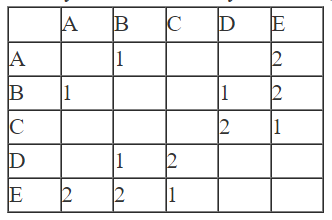 A B C D E
A 1 2
B 1 1 2
C 2 1
D 1 2
E 2 2 1